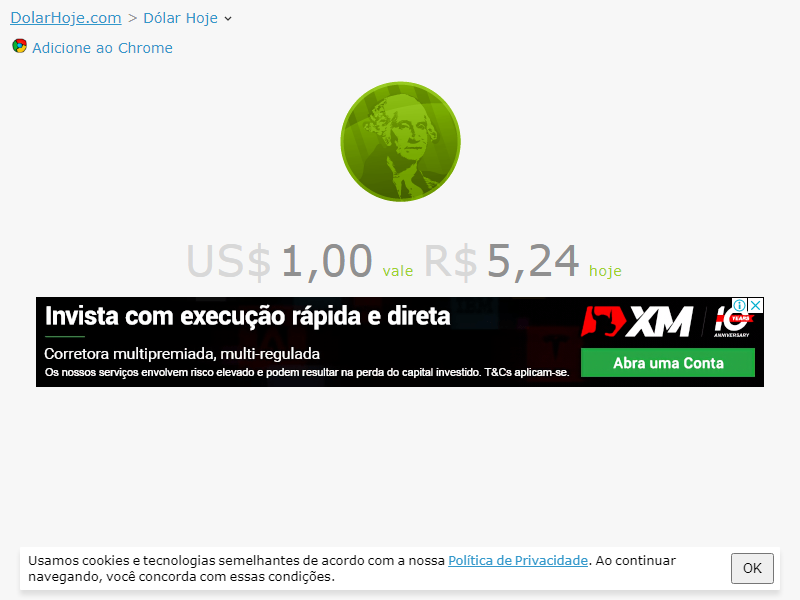 DolarHoje.com > Dólar Hoje
Adicione ao Chrome
US$ 1,00 vale R$ 5,24 hoje
Invista com execução rápida e direta
Corretora multipremiada, multi-regulada
Os nossos serviços envolvem risco elevado e podem resultar na perda do capital investido. T&Cs aplicam-se.
XM
10 YEARS
ANNIVERSARY
Abra uma Conta
Usamos cookies e tecnologias semelhantes de acordo com a nossa Política de Privacidade. Ao continuar
navegando, você concorda com essas condições.
OK